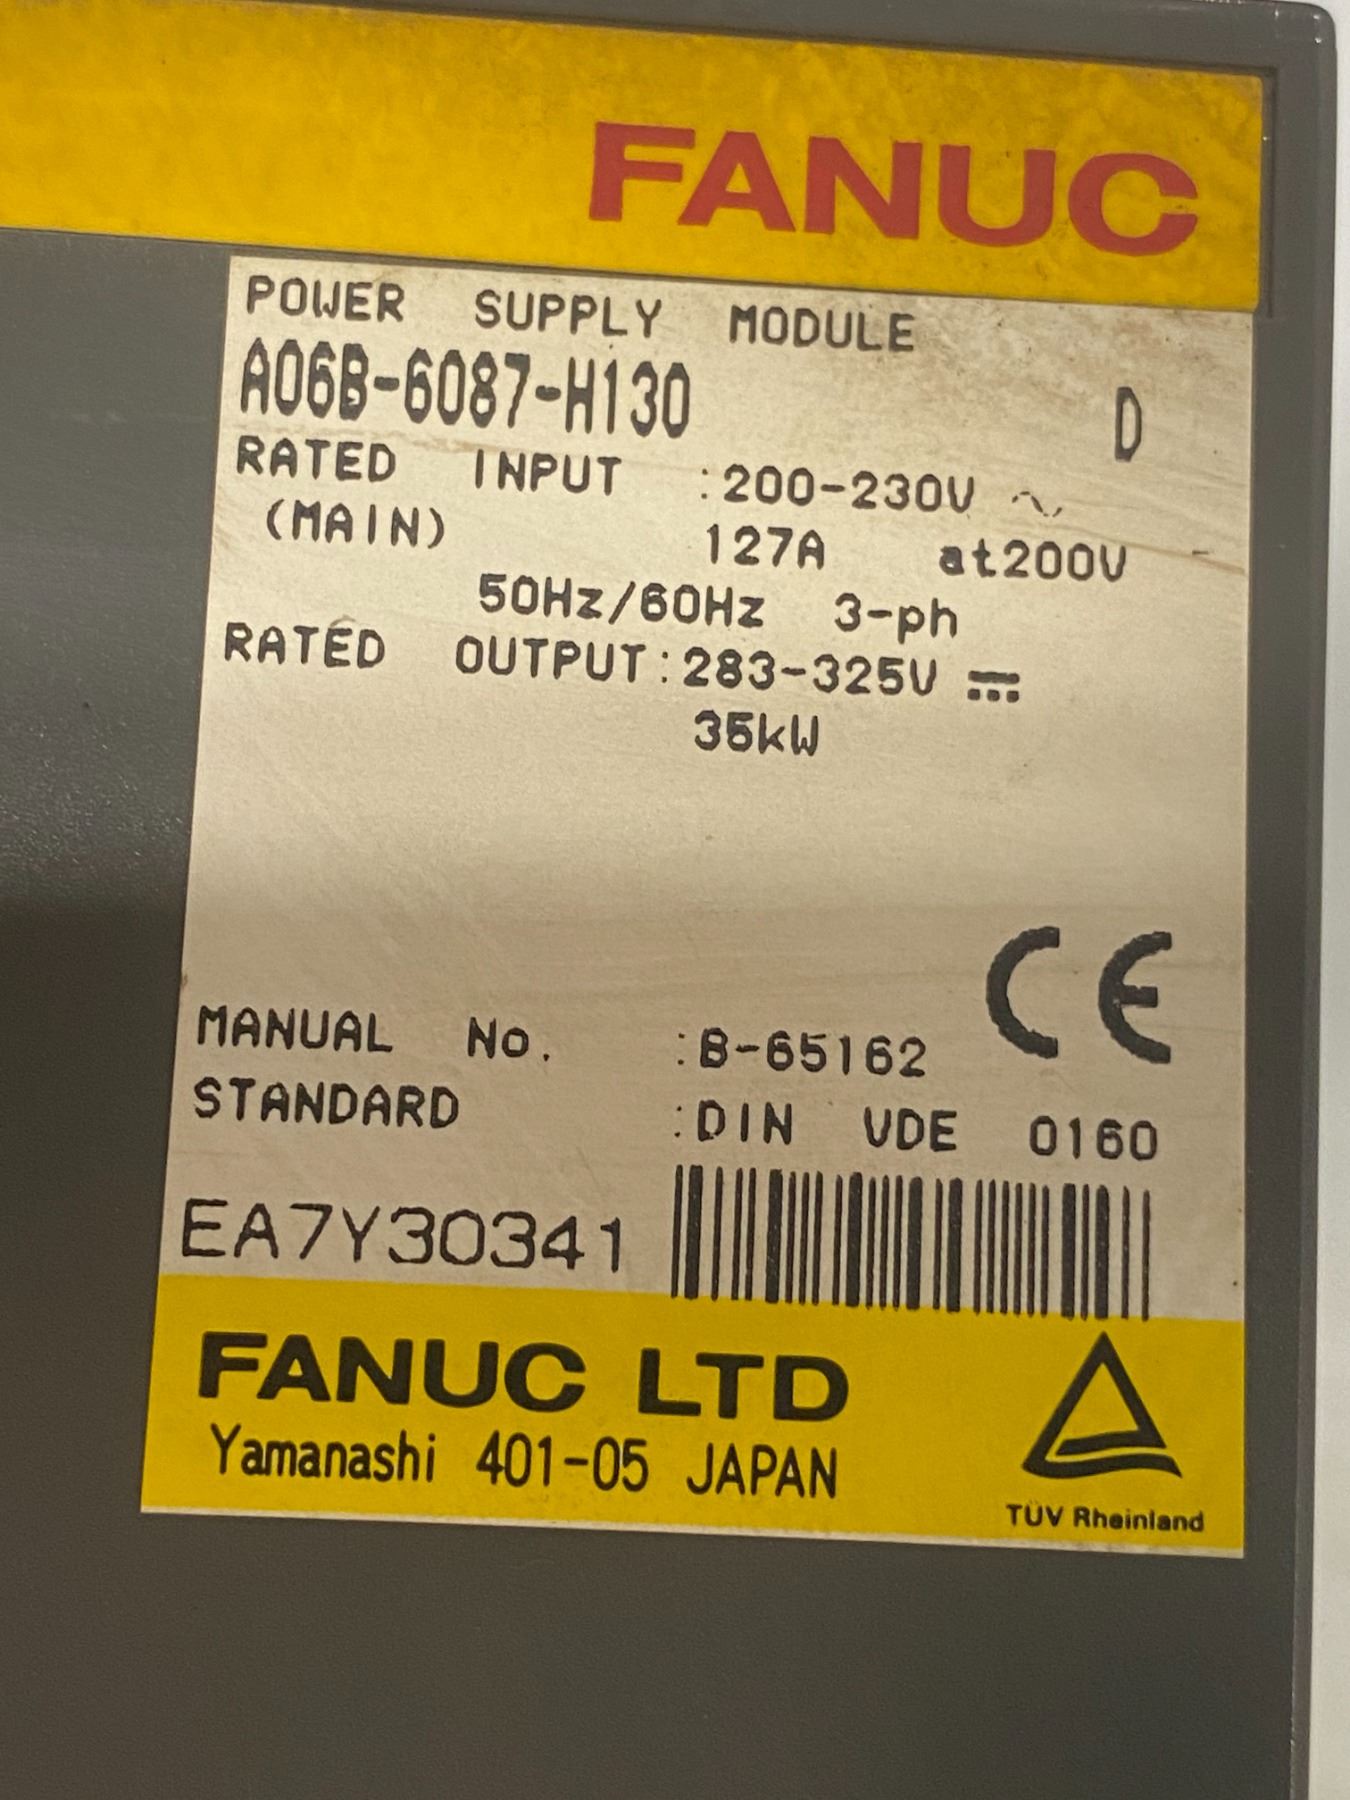 FANUC
POWER SUPPLY MODULE
A06B-6087-H130 D
RATED INPUT :200-230V ~
(MAIN) 127A at200V
50Hz/60Hz 3-ph
RATED OUTPUT:283-325V ⎓
35kW
CE
MANUAL No. :B-65162
STANDARD :DIN VDE 0160
EA7Y30341
FANUC LTD
Yamanashi 401-05 JAPAN
TÜV Rheinland